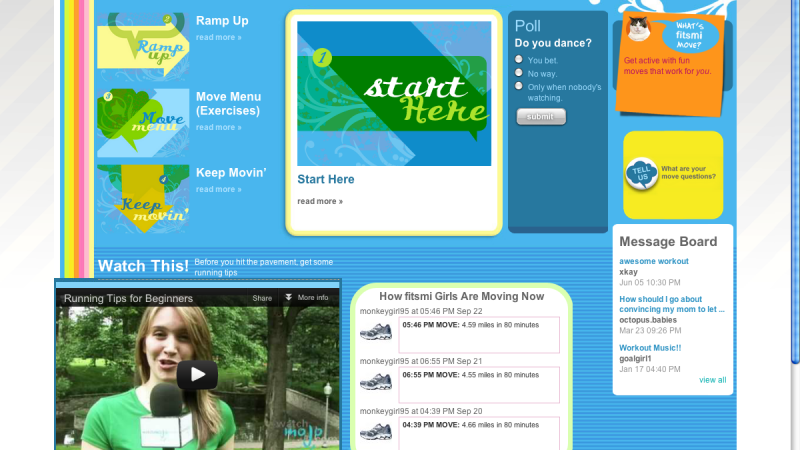 Ramp up
Ramp Up
read more »
Move menu
Move Menu
(Exercises)
read more »
Keep movin'
Keep Movin'
read more »
1
start
Here
Start Here
read more »
Poll
Do you dance?
You bet.
No way.
Only when nobody's
watching.
submit
WHAT'S
fitsmi
MOVE?
Get active with fun
moves that work for you.
TELL
US
What are your
move questions?
Message Board
awesome workout
xkay
Jun 05 10:30 PM
How should I go about
convincing my mom to let ...
octopus.babies
Mar 23 09:26 PM
Workout Music!!
goalgirl1
Jan 17 04:40 PM
view all
Watch This!
Before you hit the pavement, get some
running tips
Running Tips for Beginners
Share
More info
watch
mojo
How fitsmi Girls Are Moving Now
monkeygirl95 at 05:46 PM Sep 22
05:46 PM MOVE: 4.59 miles in 80 minutes
monkeygirl95 at 06:55 PM Sep 21
06:55 PM MOVE: 4.55 miles in 80 minutes
monkeygirl95 at 04:39 PM Sep 20
04:39 PM MOVE: 4.66 miles in 80 minutes